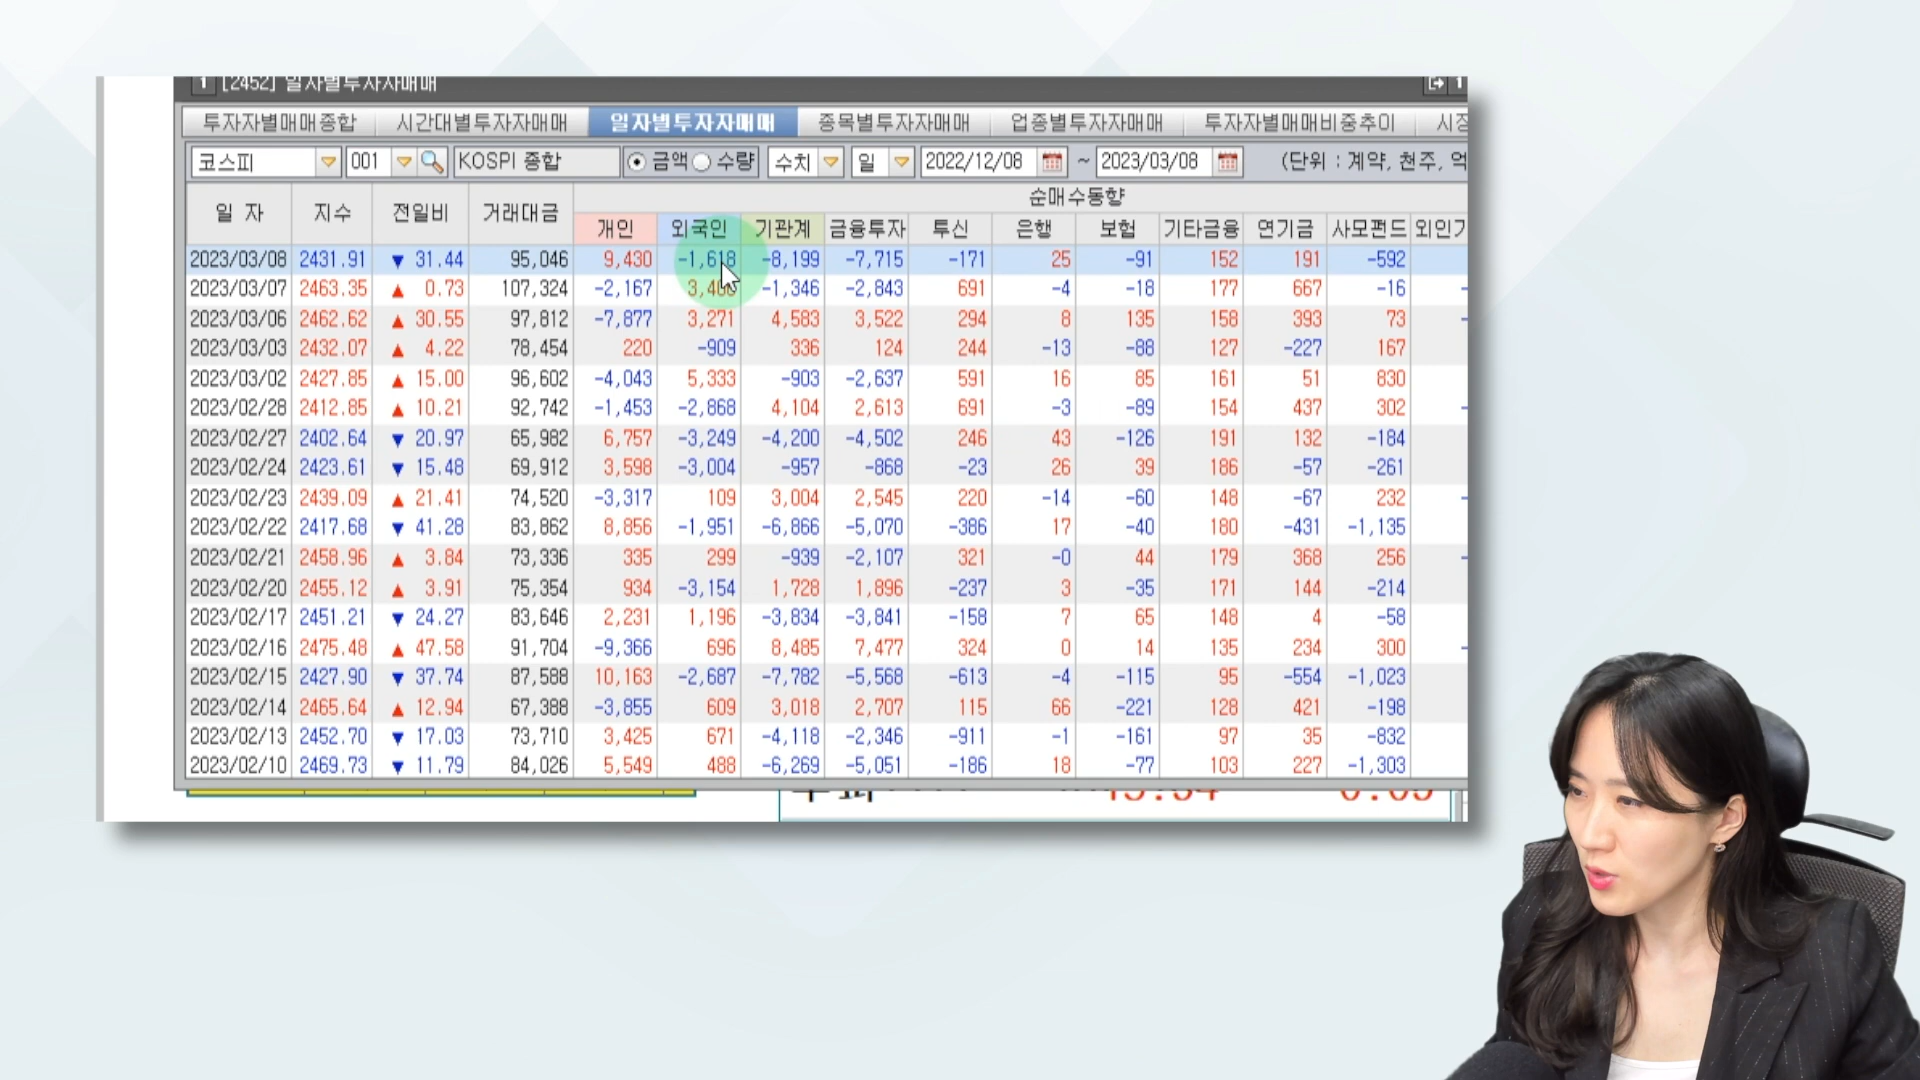 1 [2452] 일자별투자자매매 1
투자자별매매종합 시간대별투자자매매 일자별투자자매매 종목별투자자매매 업종별투자자매매 투자자별매매비중추이
코스피 001 KOSPI 종합 금액 수량 수치 일 2022/12/08 ~ 2023/03/08 (단위 : 계약, 천주, 억
일 자 지수 전일비 거래대금 순매수동향
개인 외국인 기관계 금융투자 투신 은행 보험 기타금융 연기금 사모펀드 외인기
2023/03/08 2431.91 ▼ 31.44 95,046 9,430 -1,618 -8,199 -7,715 -171 25 -91 152 191 -592
2023/03/07 2463.35 ▲ 0.73 107,324 -2,167 -1,346 -2,843 691 -4 -18 177 667 -16 -
2023/03/06 2462.62 ▲ 30.55 97,812 -7,877 3,271 4,583 3,522 294 8 135 158 393 73 -
2023/03/03 2432.07 ▲ 4.22 78,454 220 -909 336 124 244 -13 -88 127 -227 167
2023/03/02 2427.85 ▲ 15.00 96,602 -4,043 5,333 -903 -2,637 591 16 85 161 51 830
2023/02/28 2412.85 ▲ 10.21 92,742 -1,453 -2,868 4,104 2,613 691 -3 -89 154 437 302 -
2023/02/27 2402.64 ▼ 20.97 65,982 6,757 -3,249 -4,200 -4,502 246 43 -126 191 132 -184
2023/02/24 2423.61 ▼ 15.48 69,912 3,598 -3,004 -957 -868 -23 26 39 186 -57 -261
2023/02/23 2439.09 ▲ 21.41 74,520 -3,317 109 3,004 2,545 220 -14 -60 148 -67 232 -
2023/02/22 2417.68 ▼ 41.28 83,862 8,856 -1,951 -6,866 -5,070 -386 17 -40 180 -431 -1,135
2023/02/21 2458.96 ▲ 3.84 73,336 335 299 -939 -2,107 321 -0 44 179 368 256 -
2023/02/20 2455.12 ▲ 3.91 75,354 934 -3,154 1,728 1,896 -237 3 -35 171 144 -214
2023/02/17 2451.21 ▼ 24.27 83,646 2,231 1,196 -3,834 -3,841 -158 7 65 148 4 -58
2023/02/16 2475.48 ▲ 47.58 91,704 -9,366 696 8,485 7,477 324 0 14 135 234 300 -
2023/02/15 2427.90 ▼ 37.74 87,588 10,163 -2,687 -7,782 -5,568 -613 -4 -115 95 -554 -1,023
2023/02/14 2465.64 ▲ 12.94 67,388 -3,855 609 3,018 2,707 115 66 -221 128 421 -198
2023/02/13 2452.70 ▼ 17.03 73,710 3,425 671 -4,118 -2,346 -911 -1 -161 97 35 -832
2023/02/10 2469.73 ▼ 11.79 84,026 5,549 488 -6,269 -5,051 -186 18 -77 103 227 -1,303